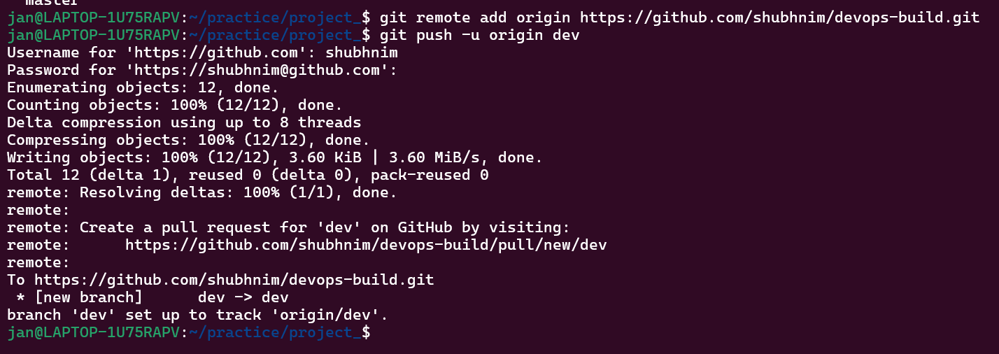 master
jan@LAPTOP-1U75RAPV:~/practice/project_$ git remote add origin https://github.com/shubhnim/devops-build.git
jan@LAPTOP-1U75RAPV:~/practice/project_$ git push -u origin dev
Username for 'https://github.com': shubhnim
Password for 'https://shubhnim@github.com':
Enumerating objects: 12, done.
Counting objects: 100% (12/12), done.
Delta compression using up to 8 threads
Compressing objects: 100% (12/12), done.
Writing objects: 100% (12/12), 3.60 KiB | 3.60 MiB/s, done.
Total 12 (delta 1), reused 0 (delta 0), pack-reused 0
remote: Resolving deltas: 100% (1/1), done.
remote:
remote: Create a pull request for 'dev' on GitHub by visiting:
remote:      https://github.com/shubhnim/devops-build/pull/new/dev
remote:
To https://github.com/shubhnim/devops-build.git
 * [new branch]      dev -> dev
branch 'dev' set up to track 'origin/dev'.
jan@LAPTOP-1U75RAPV:~/practice/project_$